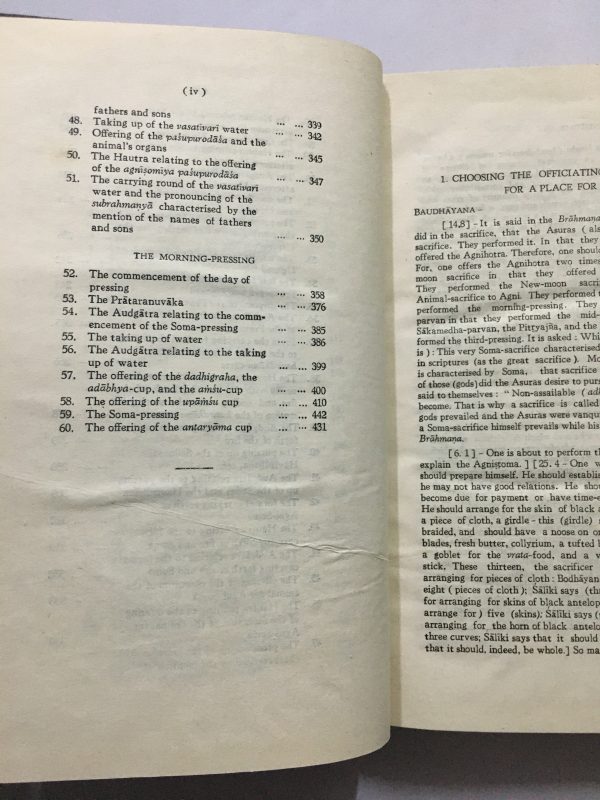 ( iv )
fathers and sons ... ... 339
48. Taking up of the vasatīvarī water ... ... 342
49. Offering of the paśupuroḍāśa and the
animal's organs ... ... 345
50. The Hautra relating to the offering
of the agniṣomīya paśupuroḍāśa ... ... 347
51. The carrying round of the vasatīvarī
water and the pronouncing of the
subrahmaṇyā characterised by the
mention of the names of fathers
and sons ... ... 350
THE MORNING-PRESSING
52. The commencement of the day of
pressing ... ... 358
53. The Prātaranuvāka ... ... 376
54. The Audgātra relating to the comm-
encement of the Soma-pressing ... ... 385
55. The taking up of water ... ... 386
56. The Audgātra relating to the taking
up of water ... ... 399
57. The offering of the dadhigraha, the
adābhya-cup, and the aṁśu-cup ... ... 400
58. The offering of the upāṁśu cup ... ... 410
59. The Soma-pressing ... ... 442
60. The offering of the antaryāma cup ... ... 431
1. CHOOSING THE OFFICIATING
FOR A PLACE FOR
BAUDHĀYANA –
[14.8] - It is said in the Brāhmaṇa
did in the sacrifice, that the Asuras ( als
sacrifice. They performed it. In that they
offered the Agnihotra. Therefore, one should
For, one offers the Agnihotra two times
moon sacrifice in that they offered
They performed the New-moon sacrif
Animal-sacrifice to Agni. They performed t
performed the morning-pressing. They
parvan in that they performed the mid-
Sākamedha-parvan, the Pitryajña, and the
formed the third-pressing. It is asked : Whi
is ) : This very Soma-sacrifice characterised
in scriptures (as the great sacrifice ). Mo
is characterised by Soma, that sacrifice
of those (gods) did the Asuras desire to purs
said to themselves : " Non-assailable ( adh
become. That is why a sacrifice is called
gods prevailed and the Asuras were vanqu
a Soma-sacrifice himself prevails while his
Brāhmaṇa.
[ 6. 1 ] - One is about to perform th
explain the Agniṣṭoma. ] [ 25. 4 - One w
should prepare himself. He should establis
he may not have good relations. He shou
become due for payment or have time-e
He should arrange for the skin of black a
a piece of cloth, a girdle - this (girdle) s
braided, and should have a noose on on
blades, fresh butter, collyrium, a tufted b
a goblet for the vrata-food, and a v
stick. These thirteen, the sacrificer
arranging for pieces of cloth : Bodhāyan
eight ( pieces of cloth ); Śālīki says (thr
for arranging for skins of black antelop
arrange for ) five (skins); Śālīki says (
arranging for the horn of black antelo
three curves; Śālīki says that it should
that it should, indeed, be whole.] So ma